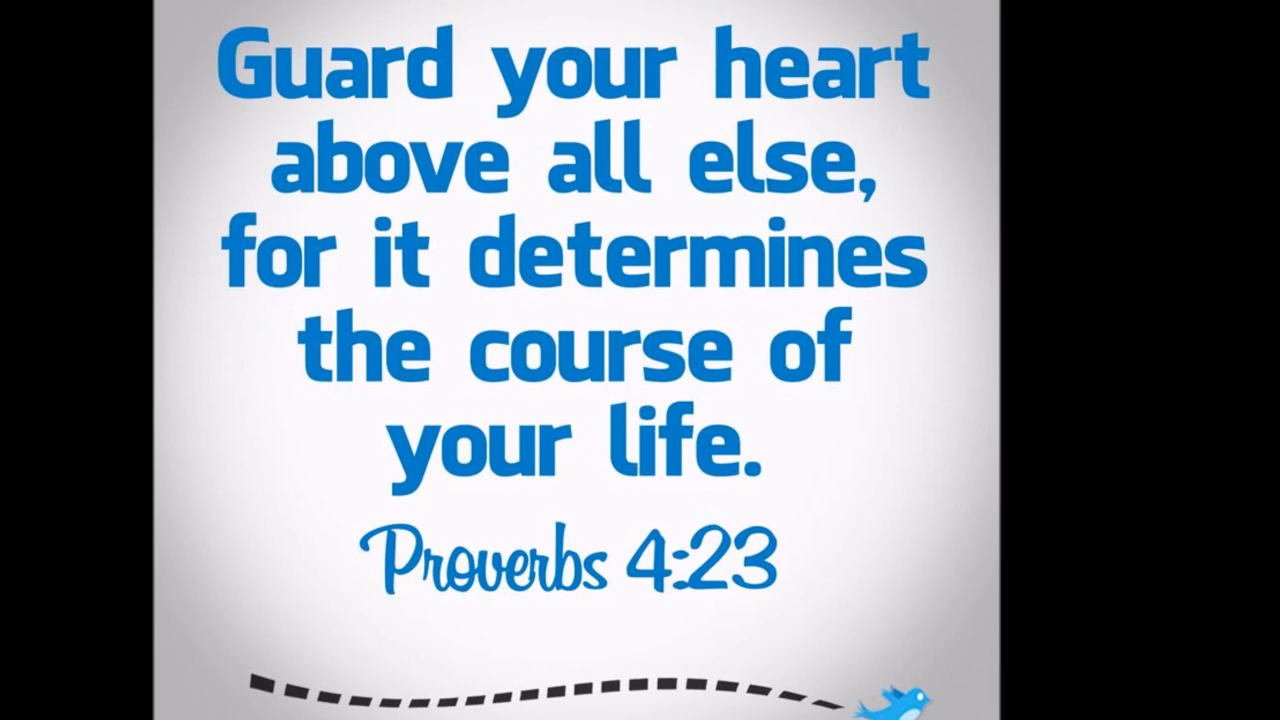 Guard your heart
above all else,
for it determines
the course of
your life.
Proverbs 4:23